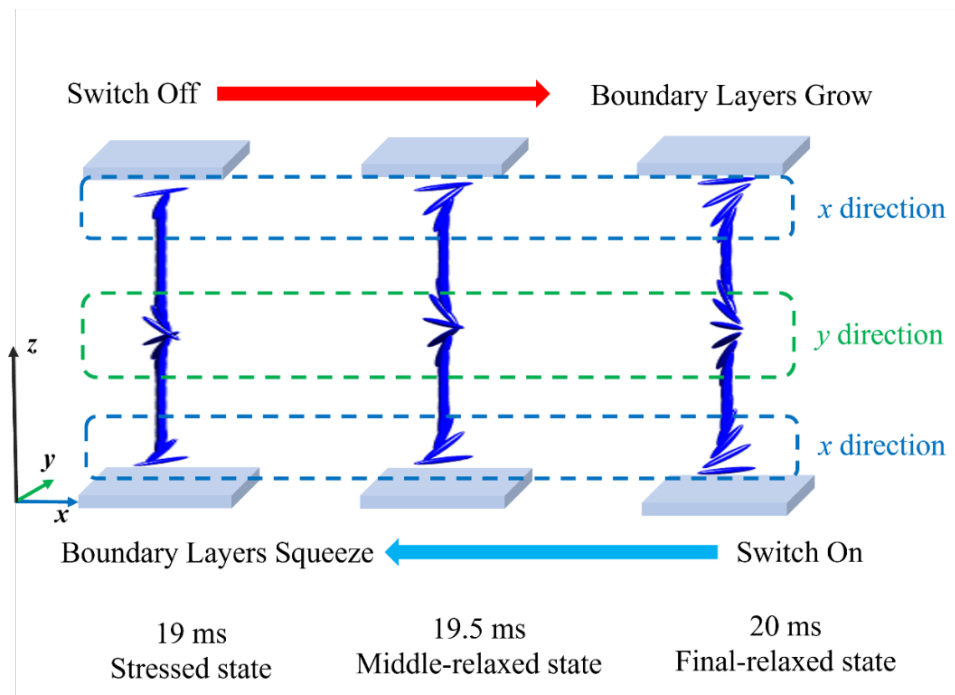 Switch Off
Boundary Layers Grow
x direction
y direction
z
x direction
y
x
Boundary Layers Squeeze
Switch On
19 ms
19.5 ms
20 ms
Stressed state
Middle-relaxed state
Final-relaxed state